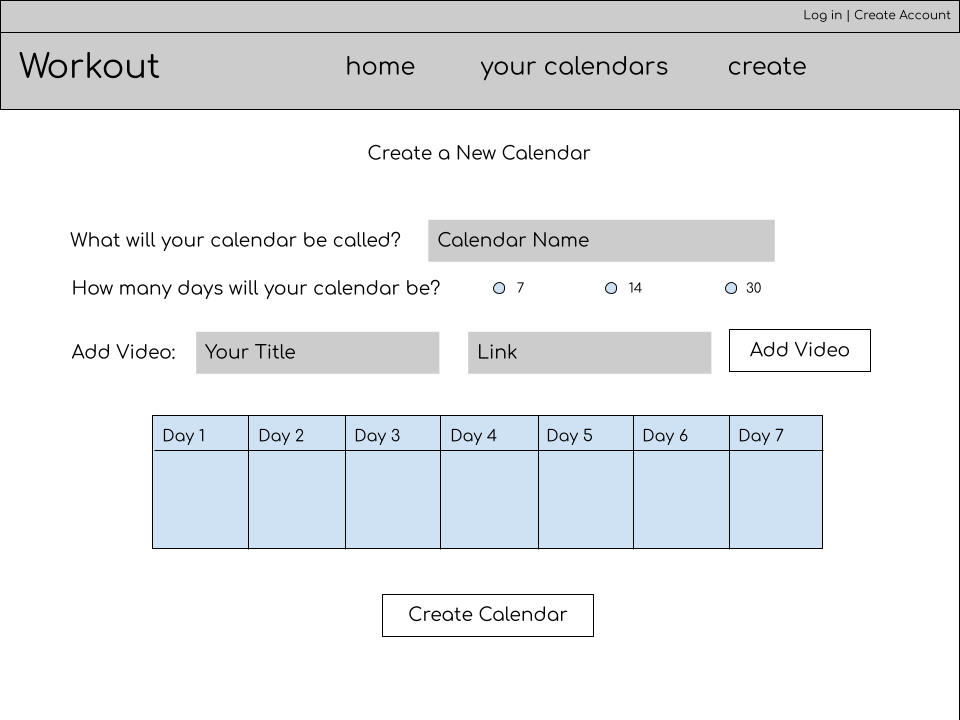 Log in | Create Account
Workout home your calendars create
Create a New Calendar
What will your calendar be called? Calendar Name
How many days will your calendar be? 7 14 30
Add Video: Your Title Link Add Video
Day 1 Day 2 Day 3 Day 4 Day 5 Day 6 Day 7
Create Calendar